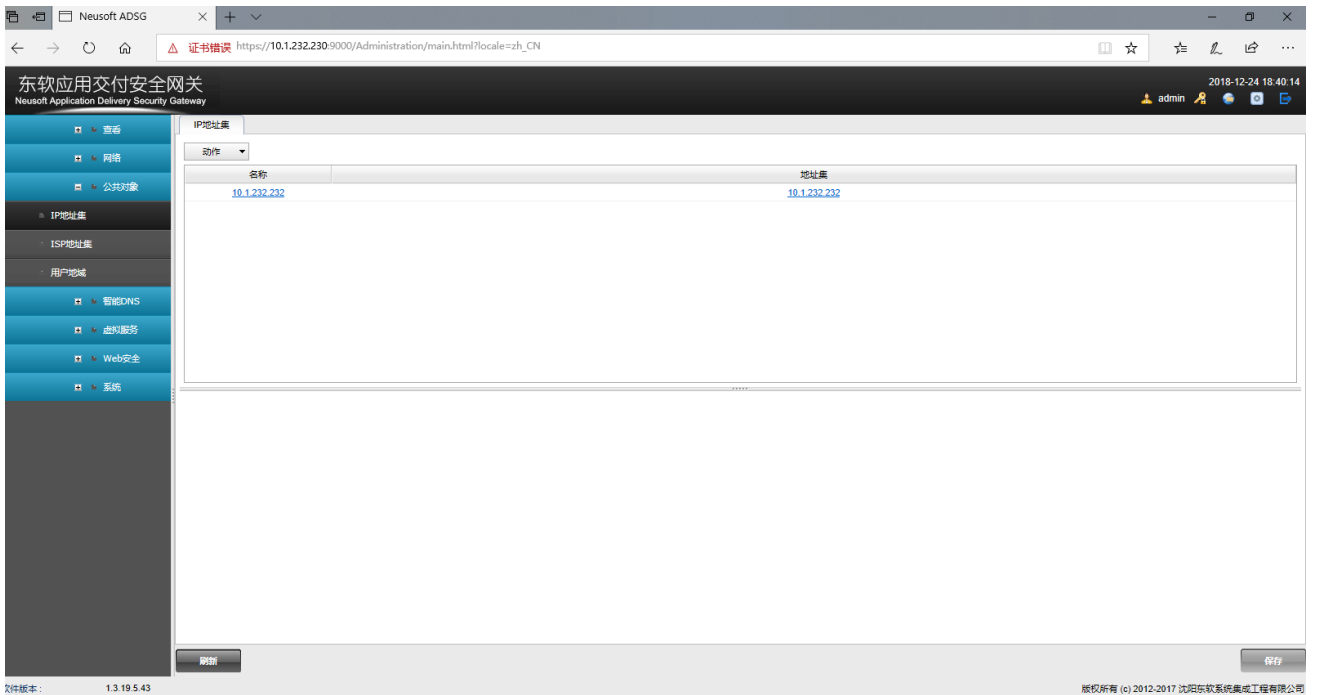 Neusoft ADSG
证书错误 https://10.1.232.230:9000/Administration/main.html?locale=zh_CN
东软应用交付安全网关
Neusoft Application Delivery Security Gateway
2018-12-24 18:40:14
admin
查看
网络
公共对象
IP地址集
ISP地址集
用户地域
智能DNS
虚拟服务
Web安全
系统
IP地址集
动作
名称 地址集
10.1.232.232 10.1.232.232
刷新 保存
软件版本： 1.3.19.5.43 版权所有 (c) 2012-2017 沈阳东软系统集成工程有限公司